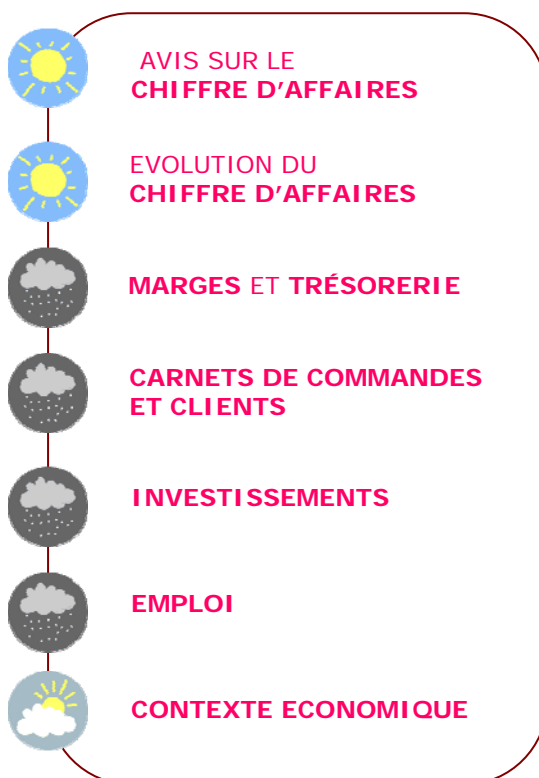 AVIS SUR LE
CHIFFRE D’AFFAIRES
EVOLUTION DU
CHIFFRE D’AFFAIRES
MARGES ET TRÉSORERIE
CARNETS DE COMMANDES
ET CLIENTS
INVESTISSEMENTS
EMPLOI
CONTEXTE ECONOMIQUE